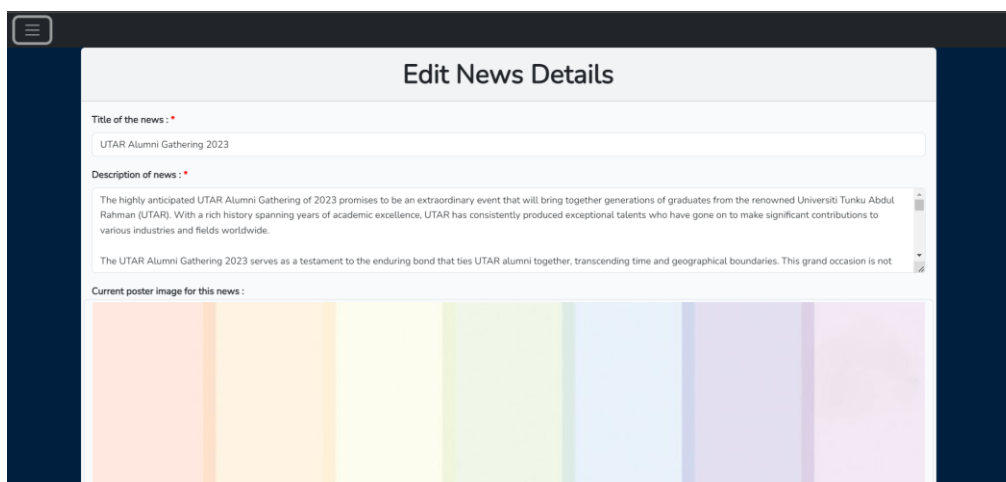 Edit News Details
Title of the news : *
UTAR Alumni Gathering 2023
Description of news : *
The highly anticipated UTAR Alumni Gathering of 2023 promises to be an extraordinary event that will bring together generations of graduates from the renowned Universiti Tunku Abdul
Rahman (UTAR). With a rich history spanning years of academic excellence, UTAR has consistently produced exceptional talents who have gone on to make significant contributions to
various industries and fields worldwide.
The UTAR Alumni Gathering 2023 serves as a testament to the enduring bond that ties UTAR alumni together, transcending time and geographical boundaries. This grand occasion is not
Current poster image for this news :